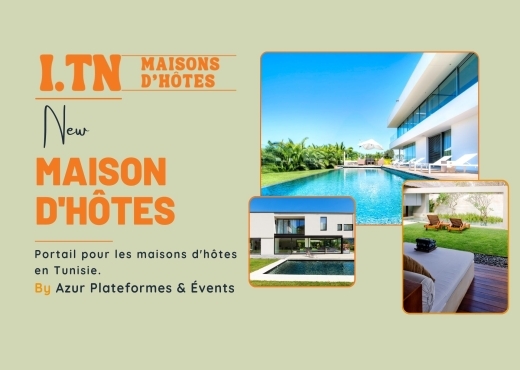 I.TN
MAISONS
D'HÔTES
New
MAISON
D'HÔTES
Portail pour les maisons d'hôtes
en Tunisie.
By Azur Plateformes & Évents